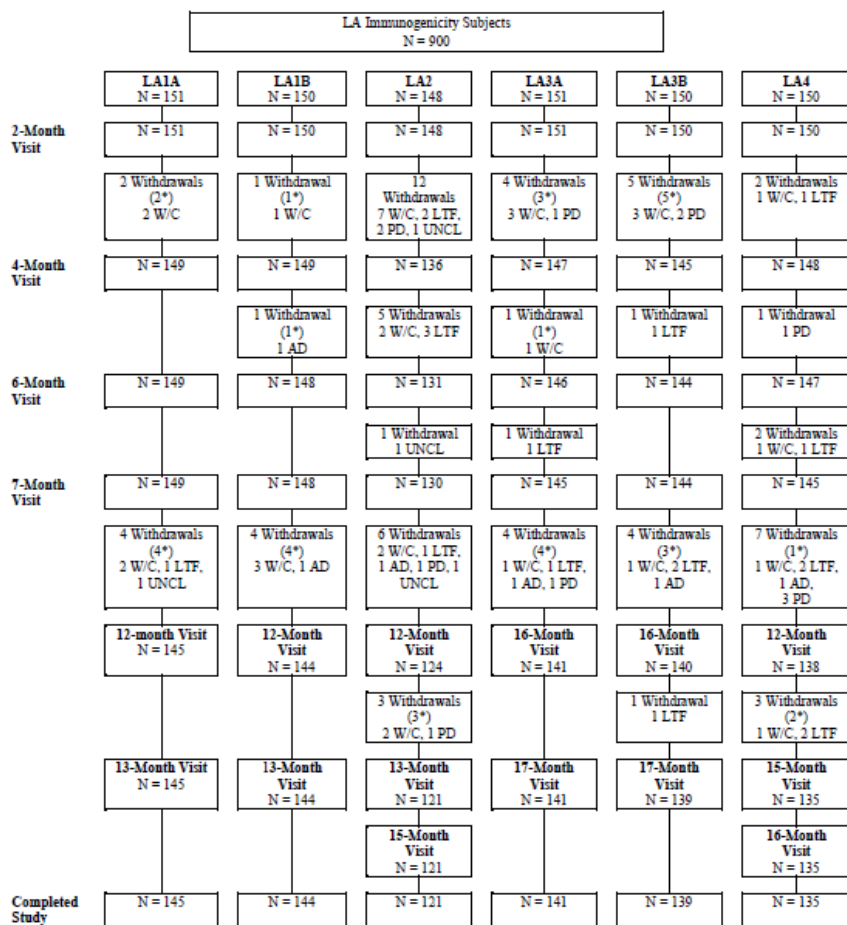 LA Immunogenicity Subjects
N = 900
LA1A
N = 151
LA1B
N = 150
LA2
N = 148
LA3A
N = 151
LA3B
N = 150
LA4
N = 150
2-Month
Visit
N = 151
N = 150
N = 148
N = 151
N = 150
N = 150
2 Withdrawals
(2*)
2 W/C
1 Withdrawal
(1*)
1 W/C
12
Withdrawals
7 W/C, 2 LTF,
2 PD, 1 UNCL
4 Withdrawals
(3*)
3 W/C, 1 PD
5 Withdrawals
(5*)
3 W/C, 2 PD
2 Withdrawals
1 W/C, 1 LTF
4-Month
Visit
N = 149
N = 149
N = 136
N = 147
N = 145
N = 148
1 Withdrawal
(1*)
1 AD
5 Withdrawals
2 W/C, 3 LTF
1 Withdrawal
(1*)
1 W/C
1 Withdrawal
1 LTF
1 Withdrawal
1 PD
6-Month
Visit
N = 149
N = 148
N = 131
N = 146
N = 144
N = 147
1 Withdrawal
1 UNCL
1 Withdrawal
1 LTF
2 Withdrawals
1 W/C, 1 LTF
7-Month
Visit
N = 149
N = 148
N = 130
N = 145
N = 144
N = 145
4 Withdrawals
(4*)
2 W/C, 1 LTF,
1 UNCL
4 Withdrawals
(4*)
3 W/C, 1 AD
6 Withdrawals
2 W/C, 1 LTF,
1 AD, 1 PD, 1
UNCL
4 Withdrawals
(4*)
1 W/C, 1 LTF,
1 AD, 1 PD
4 Withdrawals
(3*)
1 W/C, 2 LTF,
1 AD
7 Withdrawals
(1*)
1 W/C, 2 LTF,
1 AD,
3 PD
12-month Visit
N = 145
12-Month
Visit
N = 144
12-Month
Visit
N = 124
16-Month
Visit
N = 141
16-Month
Visit
N = 140
12-Month
Visit
N = 138
3 Withdrawals
(3*)
2 W/C, 1 PD
1 Withdrawal
1 LTF
3 Withdrawals
(2*)
1 W/C, 2 LTF
13-Month Visit
N = 145
13-Month
Visit
N = 144
13-Month
Visit
N = 121
17-Month
Visit
N = 141
17-Month
Visit
N = 139
15-Month
Visit
N = 135
15-Month
Visit
N = 121
16-Month
Visit
N = 135
Completed
Study
N = 145
N = 144
N = 121
N = 141
N = 139
N = 135